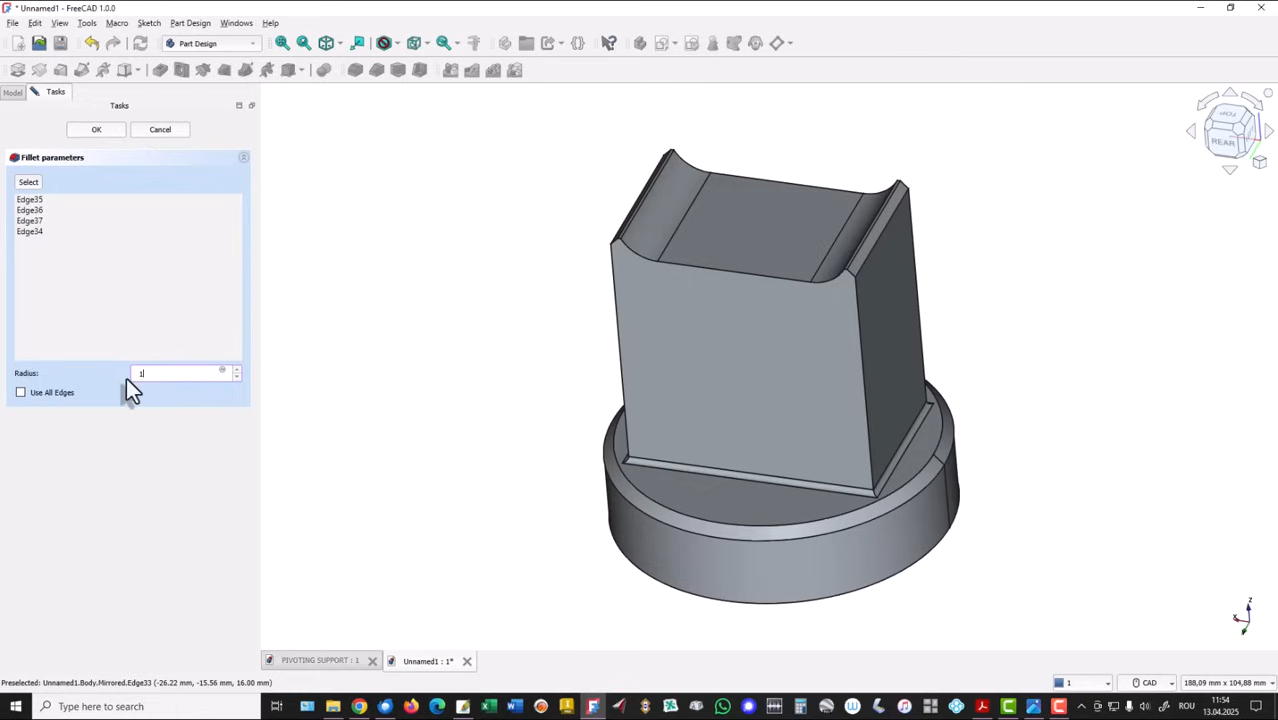 * Unnamed1 - FreeCAD 1.0.0
File Edit View Tools Macro Sketch Part Design Windows Help
Part Design
Model Tasks
Tasks
OK Cancel
Fillet parameters
Select
Edge35
Edge36
Edge37
Edge34
Radius: 1
Use All Edges
TOP
REAR
z
x
y
PIVOTING SUPPORT : 1 Unnamed1 : 1*
Preselected: Unnamed1.Body.Mirrored.Edge33 (-26.22 mm, -15.56 mm, 16.00 mm) 1 CAD 188,09 mm x 104,88 mm
Type here to search ROU 11:54
13.04.2025